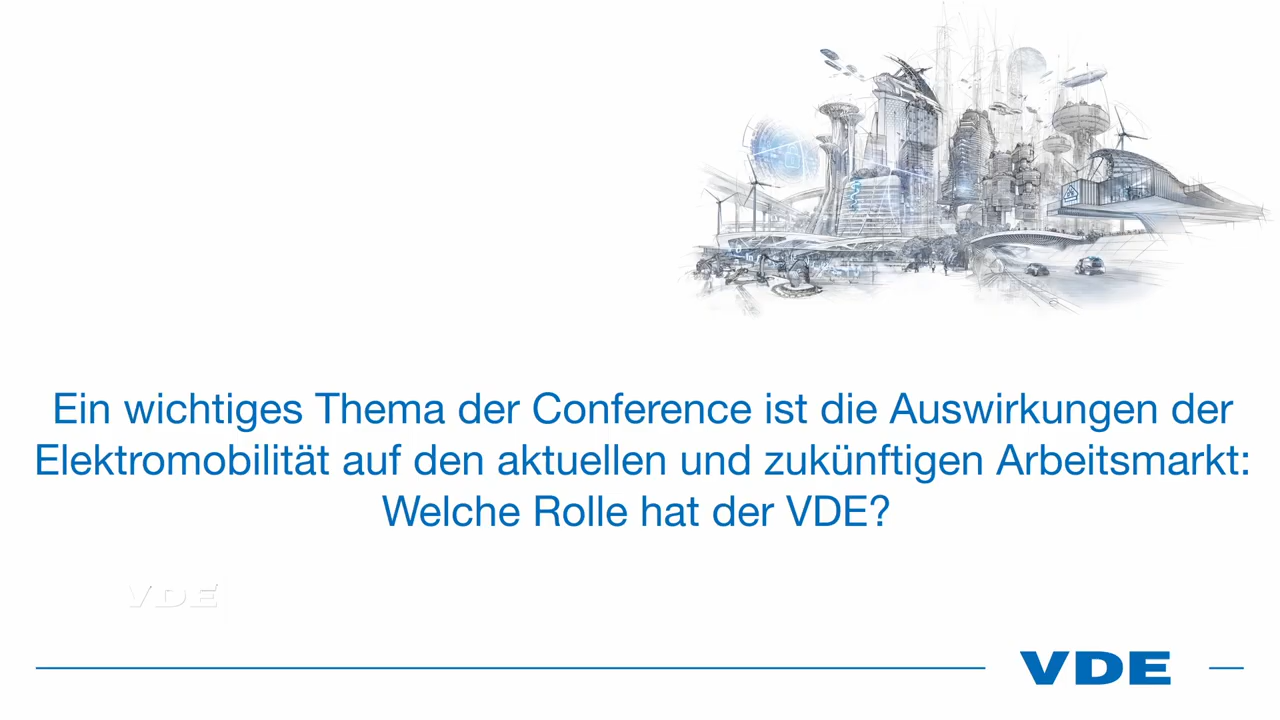 Ein wichtiges Thema der Conference ist die Auswirkungen der
Elektromobilität auf den aktuellen und zukünftigen Arbeitsmarkt:
Welche Rolle hat der VDE?
VDE
VDE